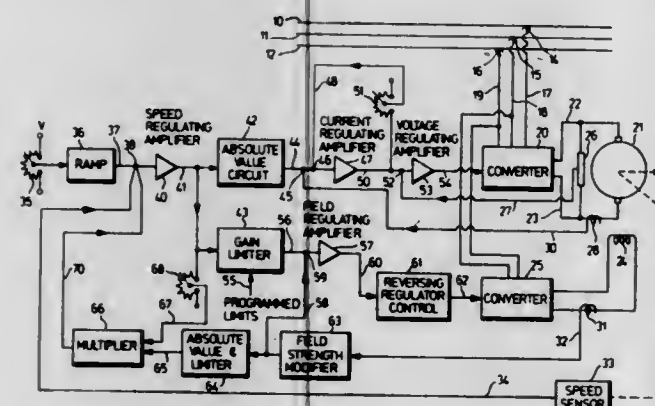 10
11
12
14
15
16
17
18
19
20
21
22
26
V
36
RAMP
37
38
35
SPEED
REGULATING
AMPLIFIER
40
41
42
ABSOLUTE
VALUE
CIRCUIT
44
45
46
48
51
CURRENT
REGULATING
AMPLIFIER
47
50
52
VOLTAGE
REGULATING
AMPLIFIER
53
54
CONVERTER
27
23
28
30
24
43
GAIN
LIMITER
55
56
PROGRAMMED
LIMITS
FIELD
REGULATING
AMPLIFIER
57
59
58
60
61
REVERSING
REGULATOR
CONTROL
62
25
CONVERTER
31
32
70
68
67
66
MULTIPLIER
65
ABSOLUTE
VALUE &
LIMITER
64
63
FIELD
STRENGTH
MODIFIER
34
33
SPEED
SENSOR